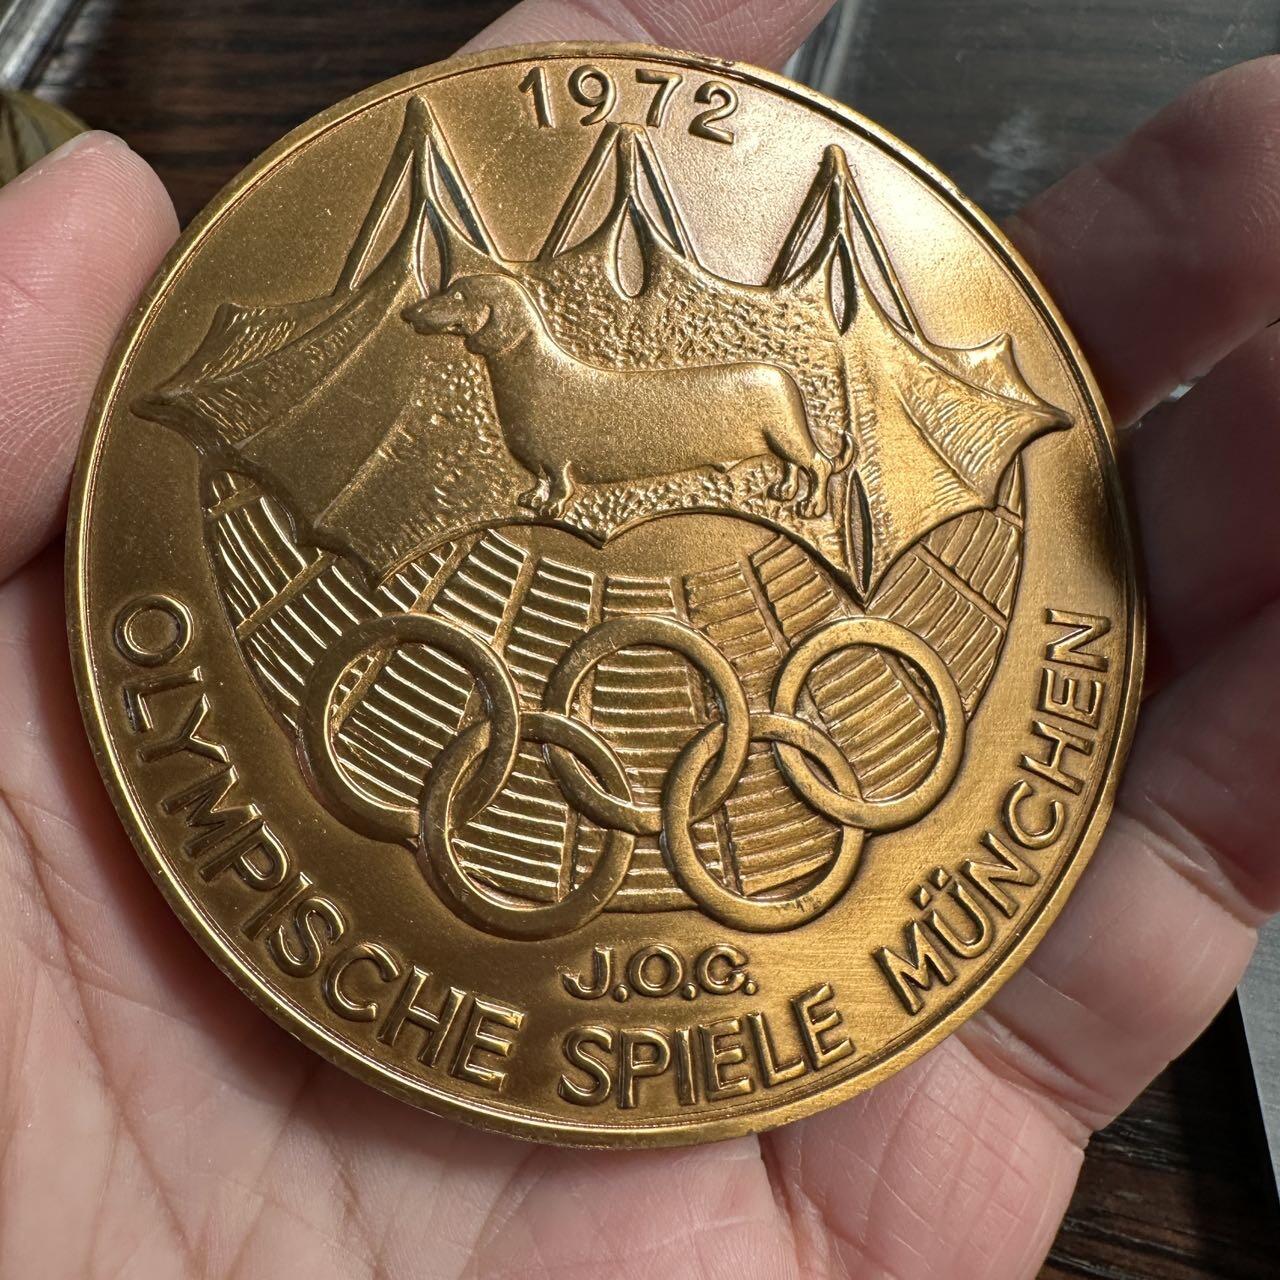 1972
J.O.C.
OLYMPISCHE SPIELE MÜNCHEN